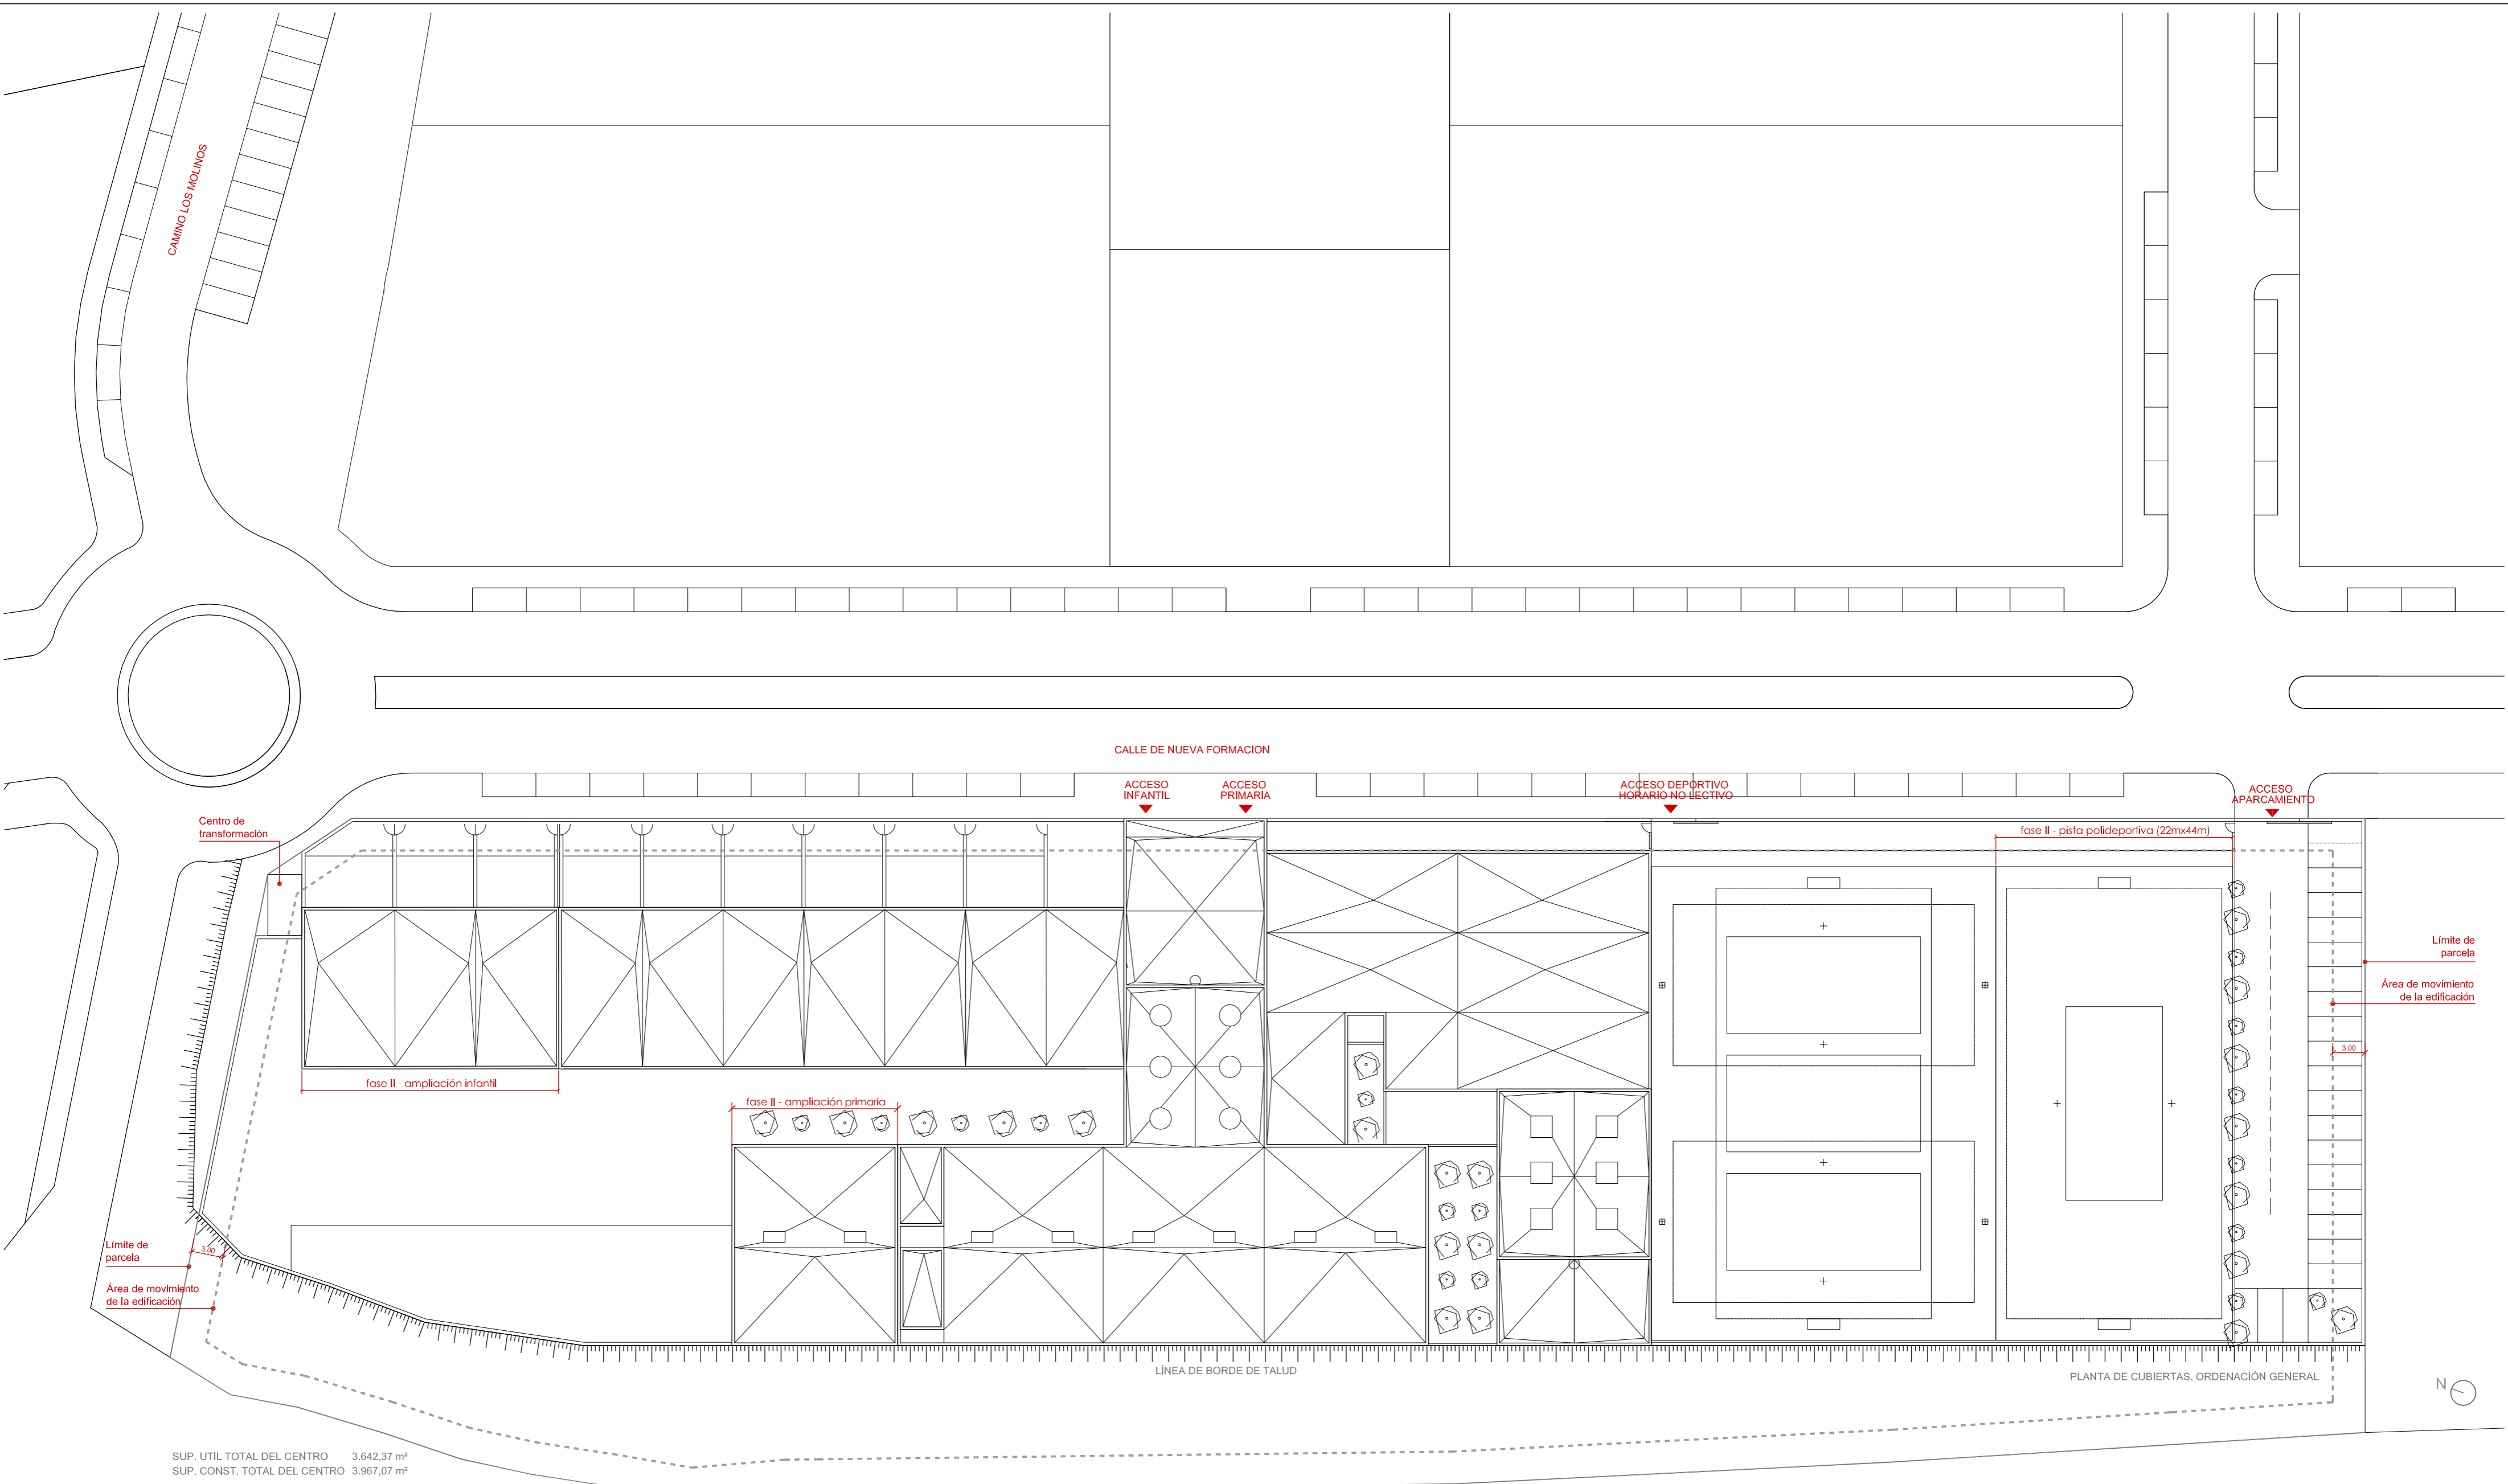 CAMINO LOS MOLINOS
CALLE DE NUEVA FORMACION
ACCESO
INFANTIL
ACCESO
PRIMARIA
ACCESO DEPORTIVO
HORARIO NO LECTIVO
ACCESO
APARCAMIENTO
Centro de
transformación
fase II - pista polideportiva (22mx44m)
Límite de
parcela
Área de movimiento
de la edificación
3.00
fase II - ampliación infantil
fase II - ampliación primaria
Límite de
parcela
3.00
Área de movimiento
de la edificación
LÍNEA DE BORDE DE TALUD
PLANTA DE CUBIERTAS. ORDENACIÓN GENERAL
N
SUP. UTIL TOTAL DEL CENTRO 3.642,37 m²
SUP. CONST. TOTAL DEL CENTRO 3.967,07 m²